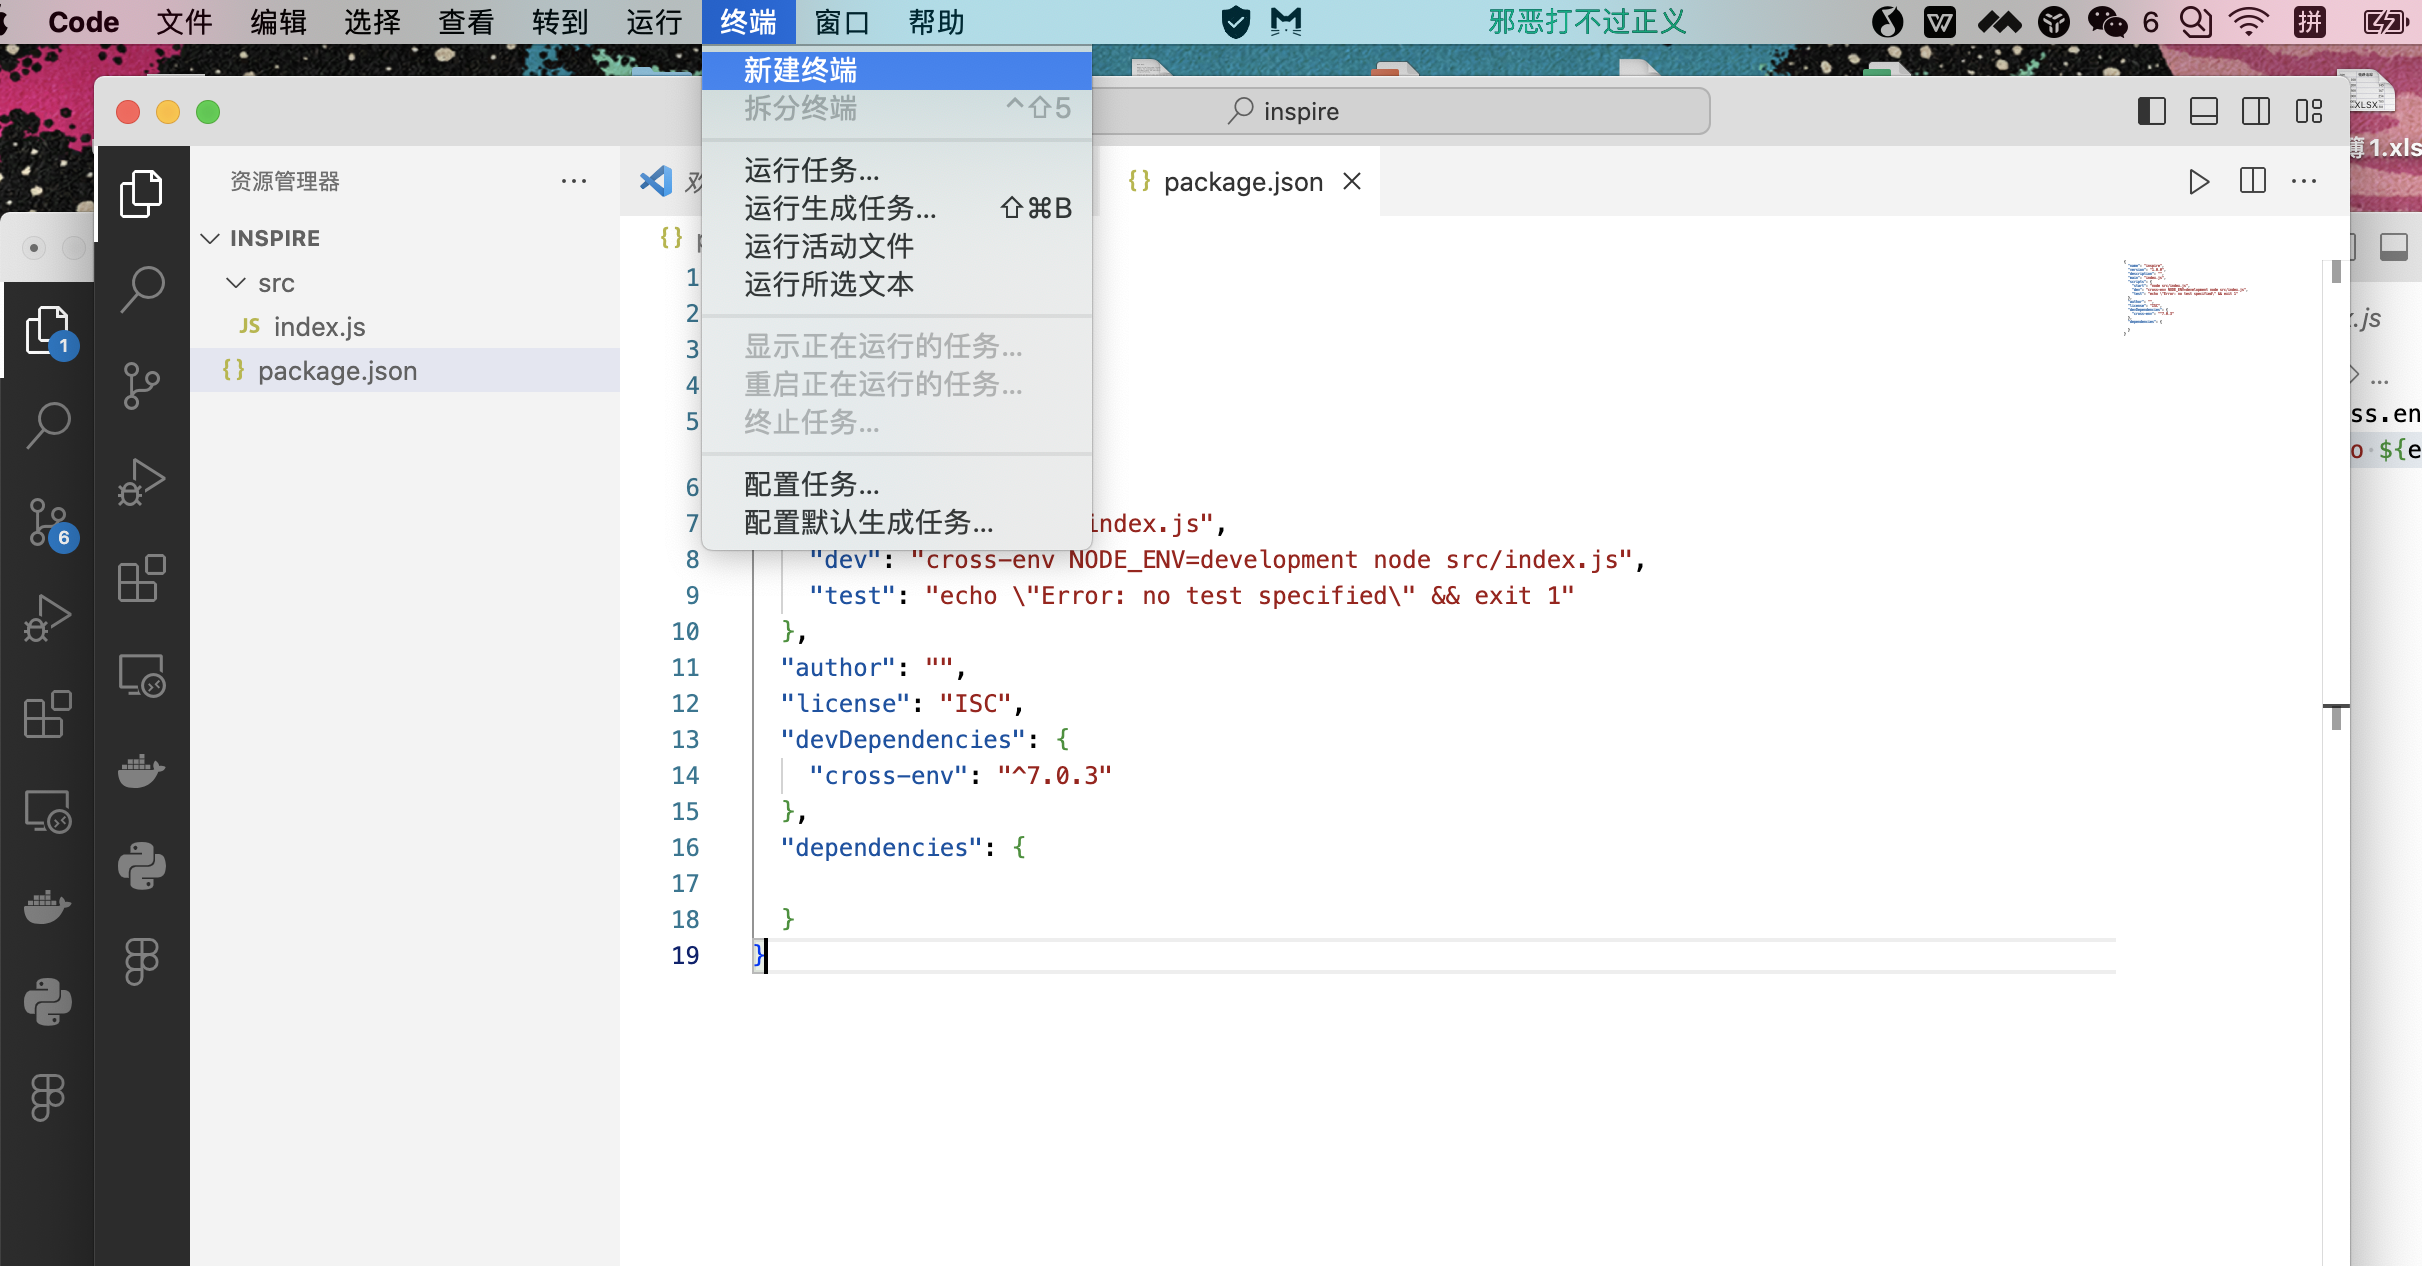 Code 文件 编辑 选择 查看 转到 运行 终端 窗口 帮助 邪恶打不过正义 6 拼
新建终端
拆分终端 ^⇧5
运行任务...
运行生成任务... ⇧⌘B
运行活动文件
运行所选文本
显示正在运行的任务...
重启正在运行的任务...
终止任务...
配置任务...
配置默认生成任务...
inspire
XLSX
簿1.xls
资源管理器 ...
欢
{} package.json ×
...
INSPIRE
src
JS index.js
{} package.json
{} p
1
2
3
4
5
6
7 index.js",
8 "dev": "cross-env NODE_ENV=development node src/index.js",
9 "test": "echo \"Error: no test specified\" && exit 1"
10 },
11 "author": "",
12 "license": "ISC",
13 "devDependencies": {
14 "cross-env": "^7.0.3"
15 },
16 "dependencies": {
17
18 }
19 }
1
6
.js
> ...
ss.en
o ${e